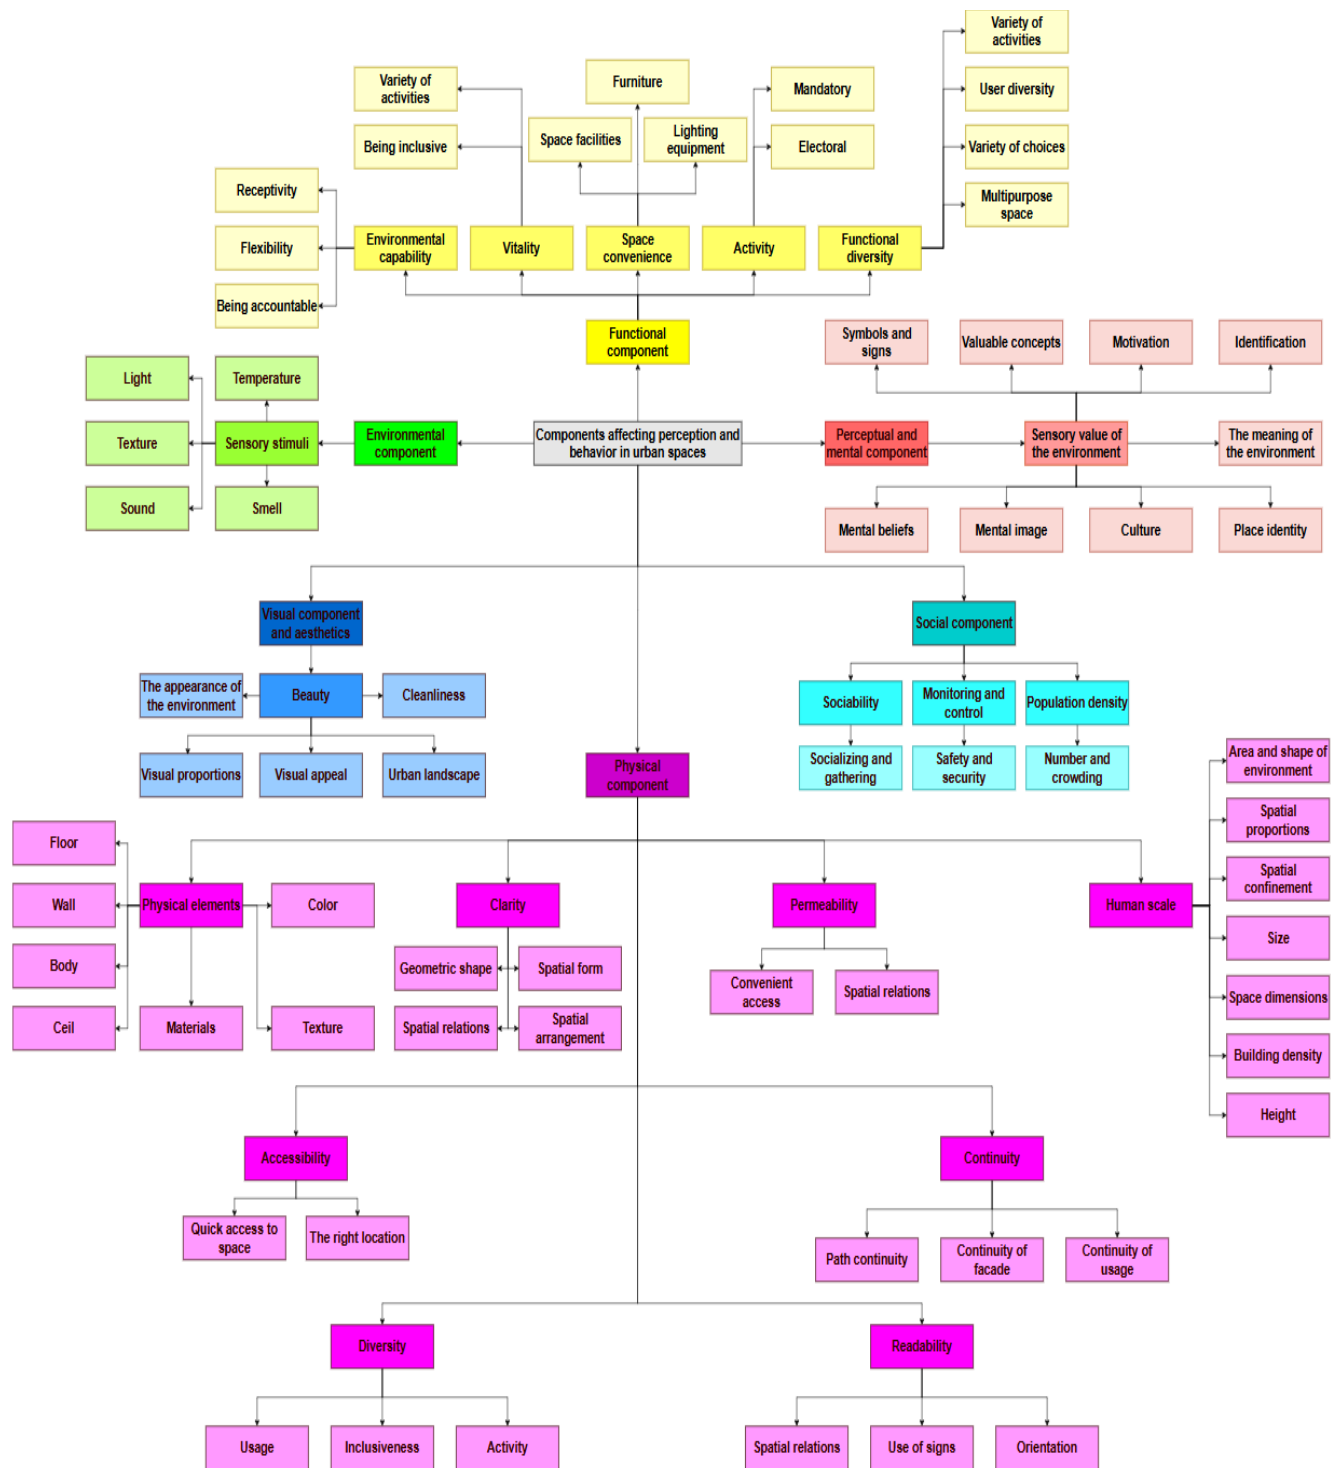 Variety of
activities
Furniture
Variety of
activities
Mandatory
User diversity
Space facilities
Lighting
equipment
Being inclusive
Electoral
Variety of choices
Receptivity
Multipurpose
space
Flexibility
Environmental
capability
Vitality
Space
convenience
Activity
Functional
diversity
Being accountable
Functional
component
Symbols and
signs
Valuable concepts
Motivation
Identification
Light
Temperature
Texture
Sensory stimuli
Environmental
component
Components affecting perception and
behavior in urban spaces
Perceptual and
mental component
Sensory value
of the environment
The meaning of
the environment
Sound
Smell
Mental beliefs
Mental image
Culture
Place identity
Visual component
and aesthetics
Social component
The appearance of
the environment
Beauty
Cleanliness
Sociability
Monitoring and
control
Population density
Visual proportions
Visual appeal
Urban landscape
Physical
component
Socializing and
gathering
Safety and
security
Number and
crowding
Area and shape of
environment
Spatial
proportions
Floor
Spatial
confinement
Wall
Physical elements
Color
Clarity
Permeability
Human scale
Size
Body
Geometric shape
Spatial form
Convenient
access
Spatial relations
Space dimensions
Ceil
Materials
Texture
Spatial relations
Spatial
arrangement
Building density
Height
Accessibility
Continuity
Quick access to
space
The right location
Path continuity
Continuity of
facade
Continuity of
usage
Diversity
Readability
Usage
Inclusiveness
Activity
Spatial relations
Use of signs
Orientation